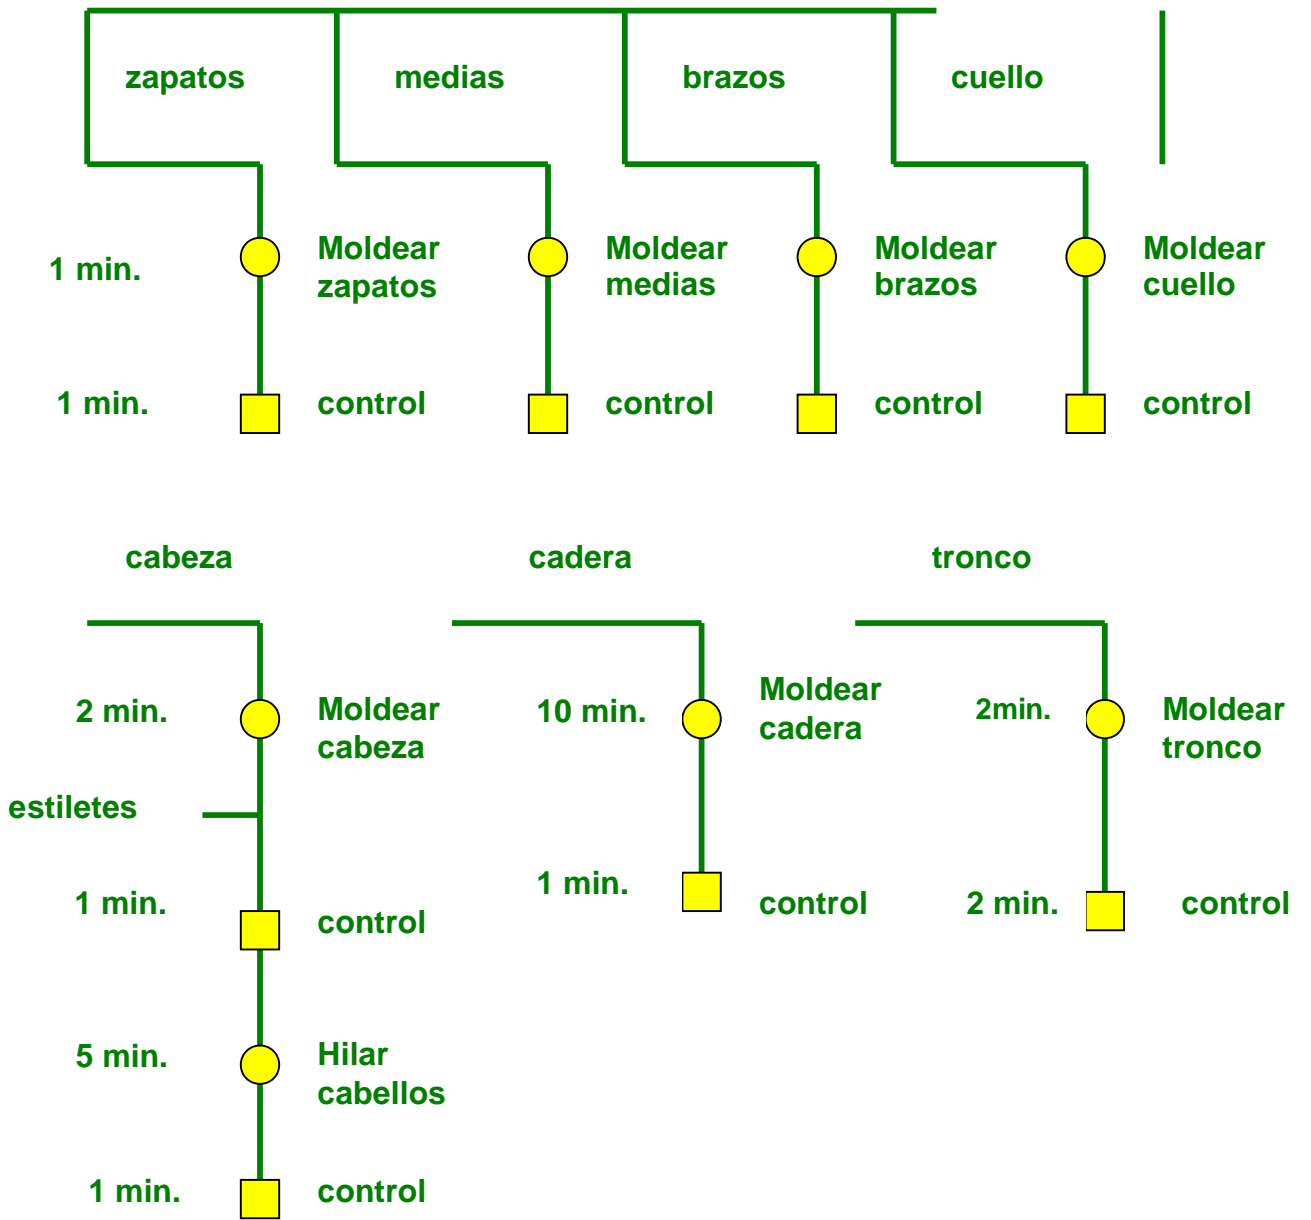 zapatos medias brazos cuello
1 min. Moldear zapatos Moldear medias Moldear brazos Moldear cuello
1 min. control control control control
cabeza cadera tronco
2 min. Moldear cabeza 10 min. Moldear cadera 2min. Moldear tronco
estiletes
1 min. control 1 min. control 2 min. control
5 min. Hilar cabellos
1 min. control